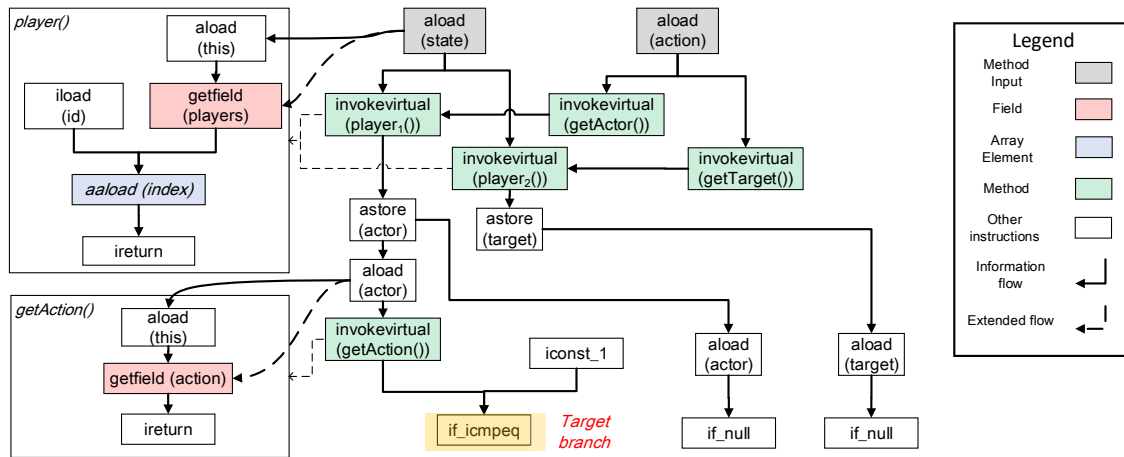 player()
aload
(this)
iload
(id)
getfield
(players)
aaload (index)
ireturn
aload
(state)
aload
(action)
invokevirtual
(player₁())
invokevirtual
(getActor())
invokevirtual
(player₂())
invokevirtual
(getTarget())
astore
(actor)
astore
(target)
aload
(actor)
getAction()
aload
(this)
getfield (action)
ireturn
invokevirtual
(getAction())
iconst_1
if_icmpeq
Target
branch
aload
(actor)
if_null
aload
(target)
if_null
Legend
Method
Input
Field
Array
Element
Method
Other
instructions
Information
flow
Extended flow